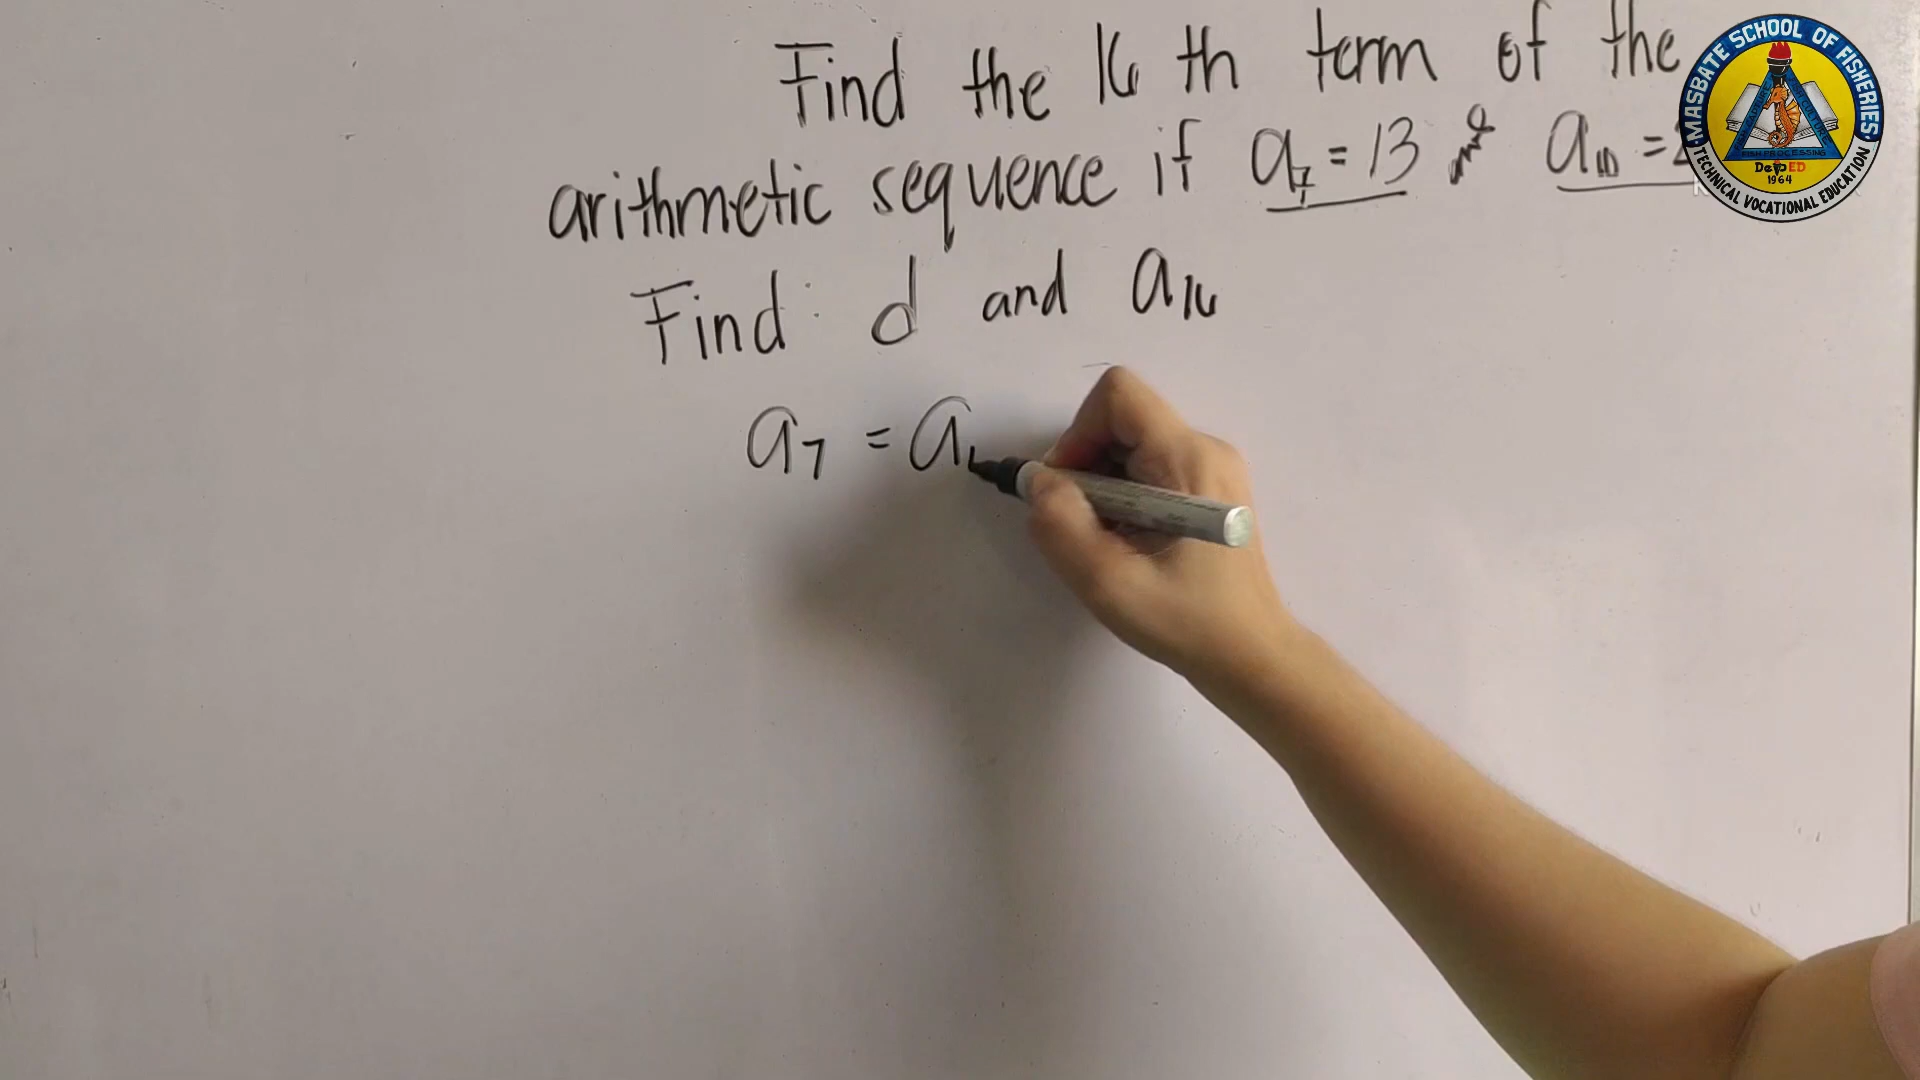 Find the 16 th term of the
arithmetic sequence if a₇ = 13 & a₁₀ =
Find: d and a₁₆
a₇ = a₁
MASBATE SCHOOL OF FISHERIES
DepED
1964
TECHNICAL VOCATIONAL EDUCATION